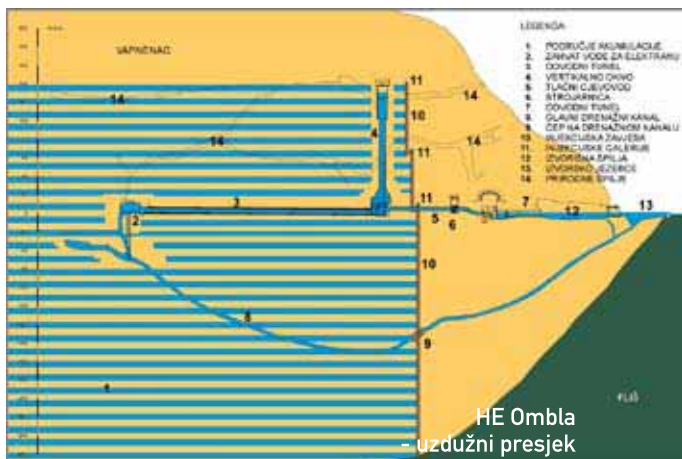 LEGENDA
VAPNENAC
1 PODRUČJE AKUMULACIJE
2. ZAHVAT VODE ZA ELEKTRANU
3 DOVODNI TUNEL
4 VERTIKALNO OKNO
5 TLAČNI CJEVOVOD
6 STROJARNICA
7 ODVODNI TUNEL
8 GLAVNI DRENAŽNI KANAL
9 ČEP NA DRENAŽNOM KANALU
10 INJEKCIJSKA ZAVJESA
11 INJEKCIJSKE GALERIJE
12 IZVORIŠNA ŠPILJA
13 IZVORSKO JEZERCE
14 PRIRODNE ŠPILJE
11
14
14
10
4
11
14
14
3
11
7
12
13
2
5
6
10
8
9
1
FLIŠ
HE Ombla
- uzdužni presjek